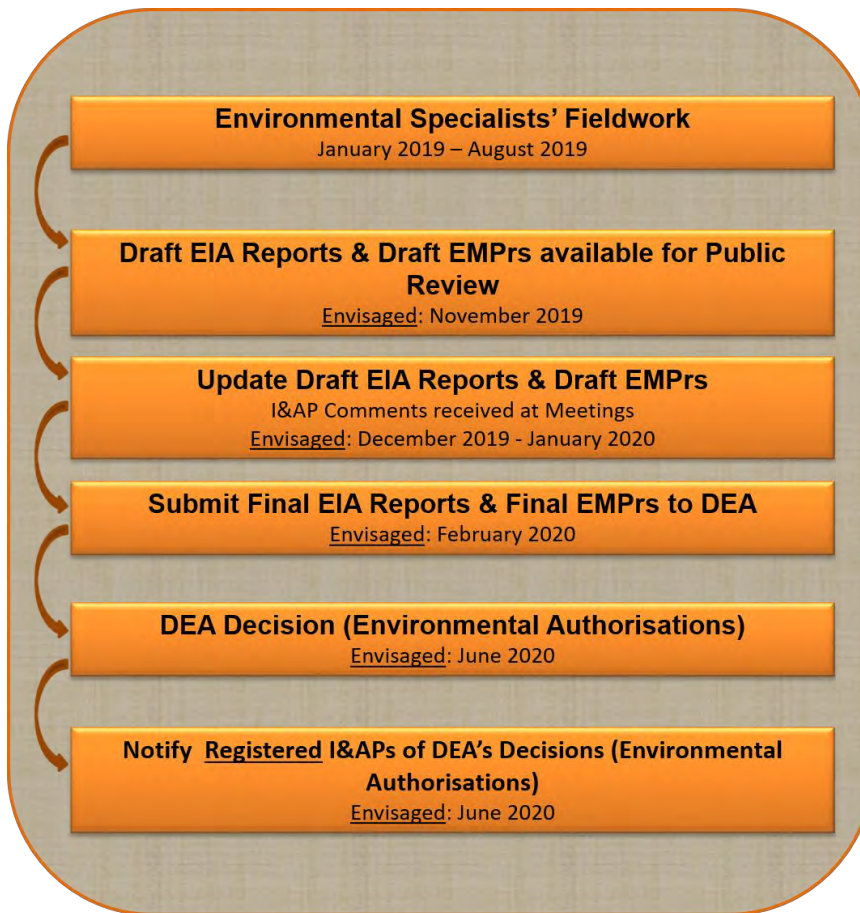 Environmental Specialists’ Fieldwork
January 2019 – August 2019
Draft EIA Reports & Draft EMPrs available for Public
Review
Envisaged: November 2019
Update Draft EIA Reports & Draft EMPrs
I&AP Comments received at Meetings
Envisaged: December 2019 - January 2020
Submit Final EIA Reports & Final EMPrs to DEA
Envisaged: February 2020
DEA Decision (Environmental Authorisations)
Envisaged: June 2020
Notify Registered I&APs of DEA’s Decisions (Environmental
Authorisations)
Envisaged: June 2020